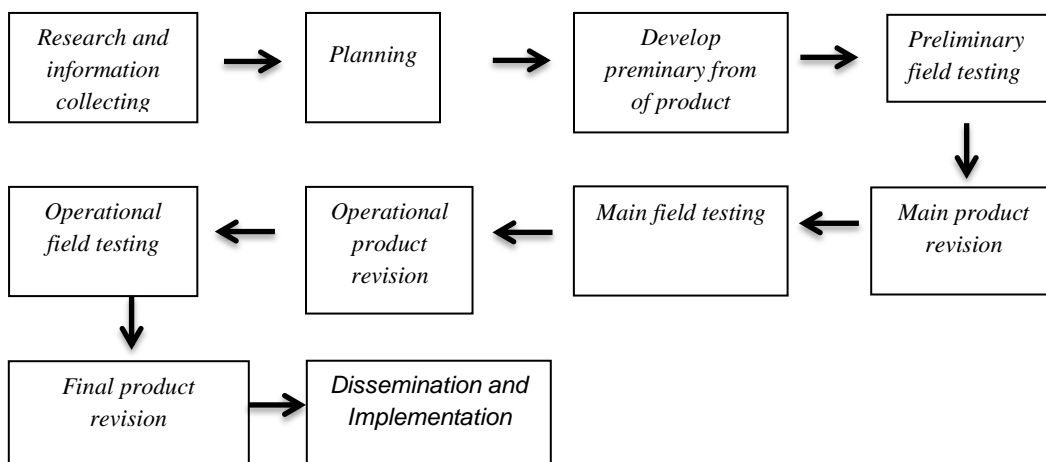 Research and
information
collecting
Planning
Develop
preminary from
of product
Preliminary
field testing
Main product
revision
Main field testing
Operational
product
revision
Operational
field testing
Final product
revision
Dissemination and
Implementation